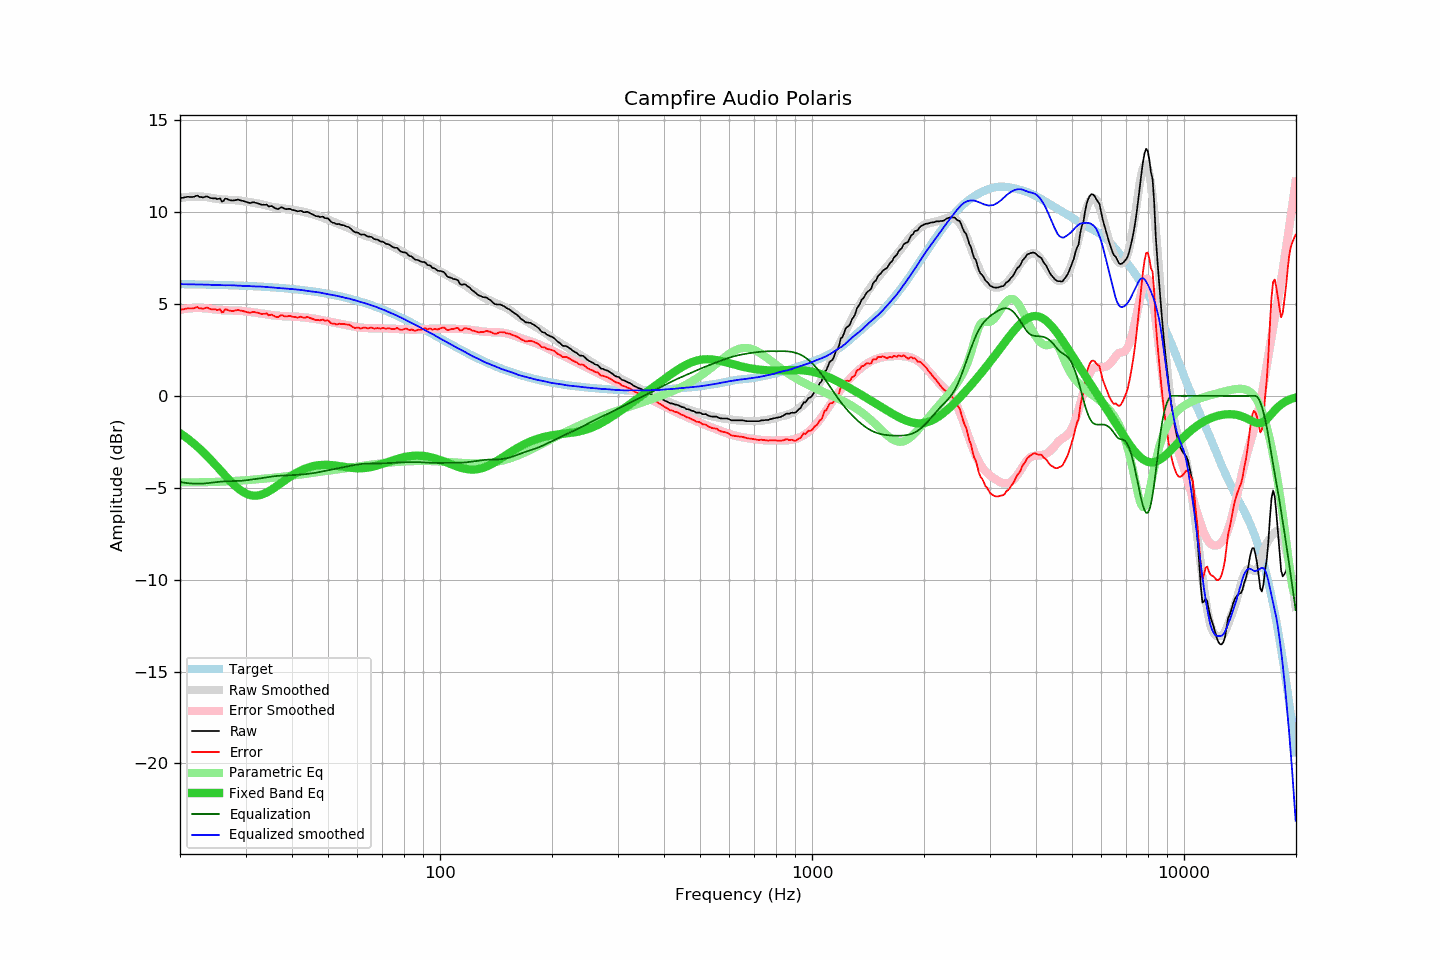 Campfire Audio Polaris
15
10
5
0
−5
−10
−15
−20
Amplitude (dBr)
100
1000
10000
Frequency (Hz)
Target
Raw Smoothed
Error Smoothed
Raw
Error
Parametric Eq
Fixed Band Eq
Equalization
Equalized smoothed